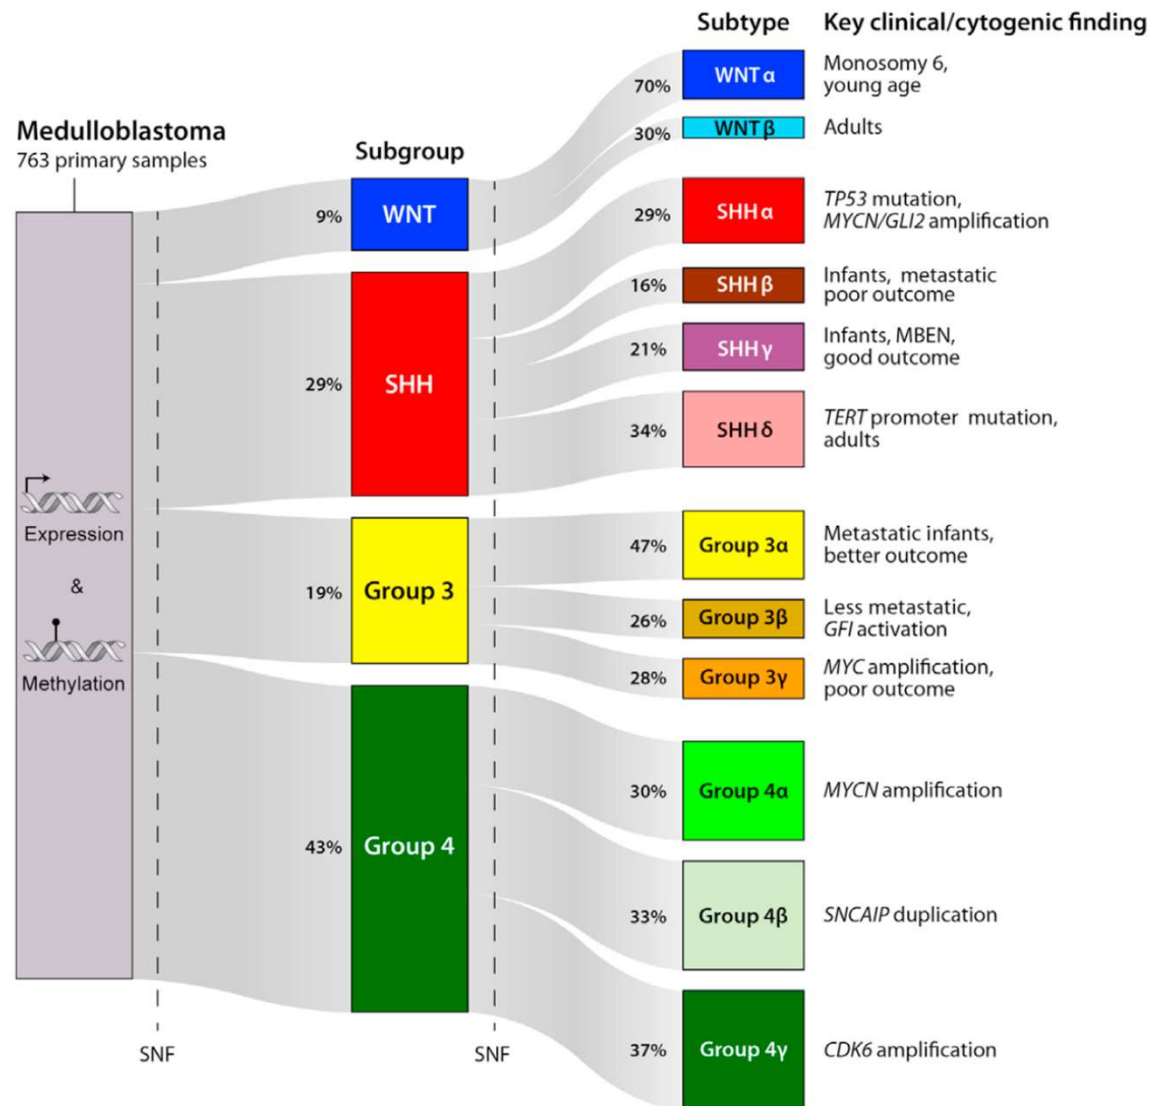 Subtype
Key clinical/cytogenic finding
Medulloblastoma
763 primary samples
Subgroup
Expression
&
Methylation
SNF
9%
WNT
29%
SHH
19%
Group 3
43%
Group 4
SNF
70%
WNT α
Monosomy 6,
young age
30%
WNT β
Adults
29%
SHH α
TP53 mutation,
MYCN/GLI2 amplification
16%
SHH β
Infants, metastatic
poor outcome
21%
SHH γ
Infants, MBEN,
good outcome
34%
SHH δ
TERT promoter mutation,
adults
47%
Group 3α
Metastatic infants,
better outcome
26%
Group 3β
Less metastatic,
GFI activation
28%
Group 3γ
MYC amplification,
poor outcome
30%
Group 4α
MYCN amplification
33%
Group 4β
SNCAIP duplication
37%
Group 4γ
CDK6 amplification